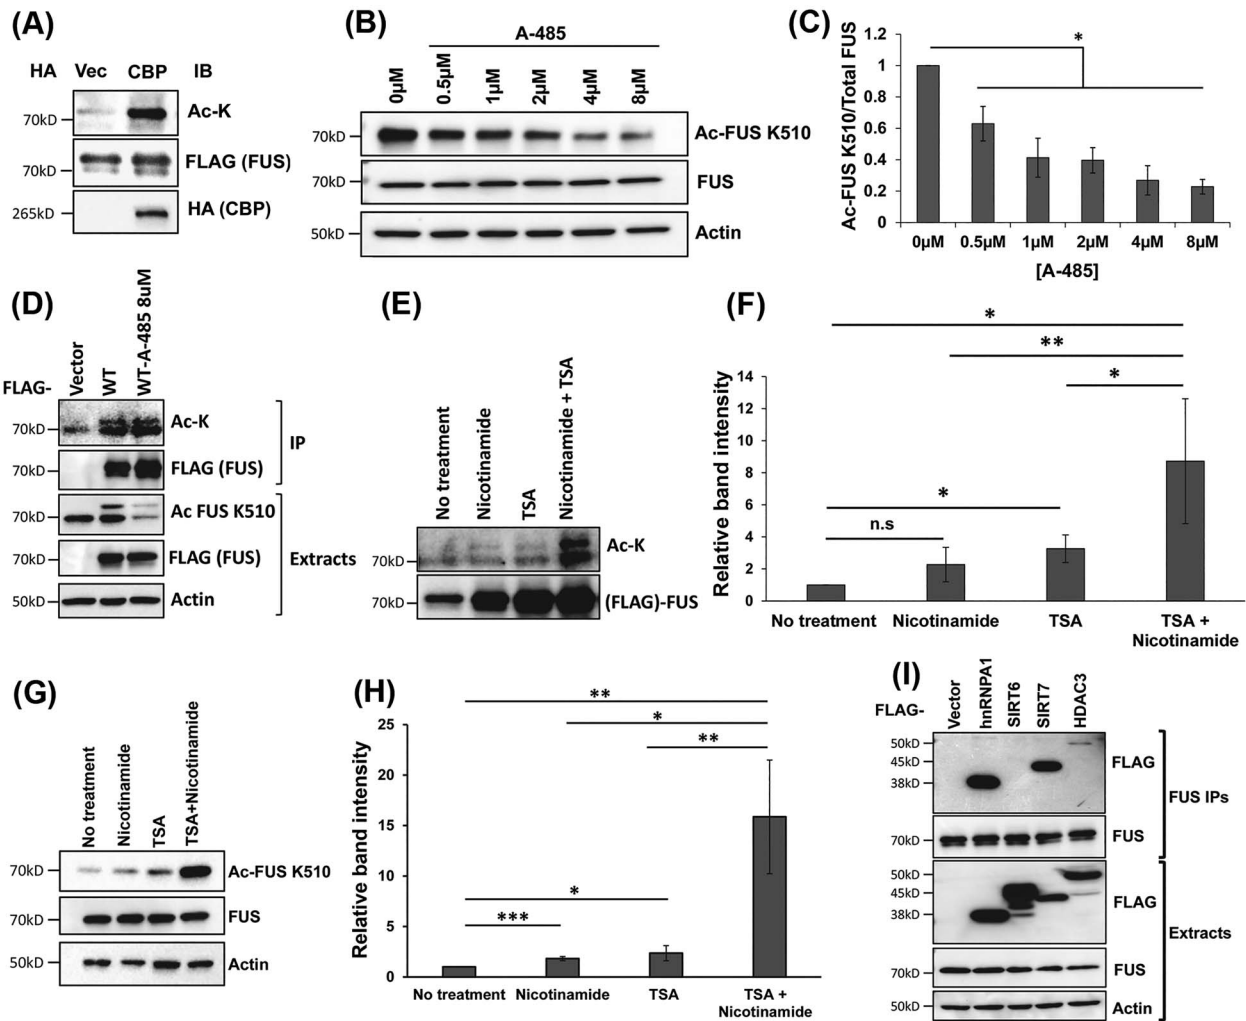 (A)
HA Vec CBP IB
70kD Ac-K
70kD FLAG (FUS)
265kD HA (CBP)
(B)
A-485
0µM 0.5µM 1µM 2µM 4µM 8µM
70kD Ac-FUS K510
70kD FUS
50kD Actin
(C)
Ac-FUS K510/Total FUS
1.2
1
0.8
0.6
0.4
0.2
0
*
0µM 0.5µM 1µM 2µM 4µM 8µM
[A-485]
(D)
FLAG- Vector WT WT-A-485 8uM
70kD Ac-K
70kD FLAG (FUS)
IP
70kD Ac FUS K510
70kD FLAG (FUS)
50kD Actin
Extracts
(E)
No treatment Nicotinamide TSA Nicotinamide + TSA
70kD Ac-K
70kD (FLAG)-FUS
(F)
Relative band intensity
14
12
10
8
6
4
2
0
*
**
*
*
n.s
No treatment Nicotinamide TSA TSA +
Nicotinamide
(G)
No treatment Nicotinamide TSA TSA+Nicotinamide
70kD Ac-FUS K510
70kD FUS
50kD Actin
(H)
Relative band intensity
25
20
15
10
5
0
**
*
**
*
***
No treatment Nicotinamide TSA TSA +
Nicotinamide
(I)
FLAG- Vector hnRNPA1 SIRT6 SIRT7 HDAC3
50kD
45kD FLAG
38kD
70kD FUS
FUS IPs
50kD
45kD FLAG
38kD
70kD FUS
50kD Actin
Extracts